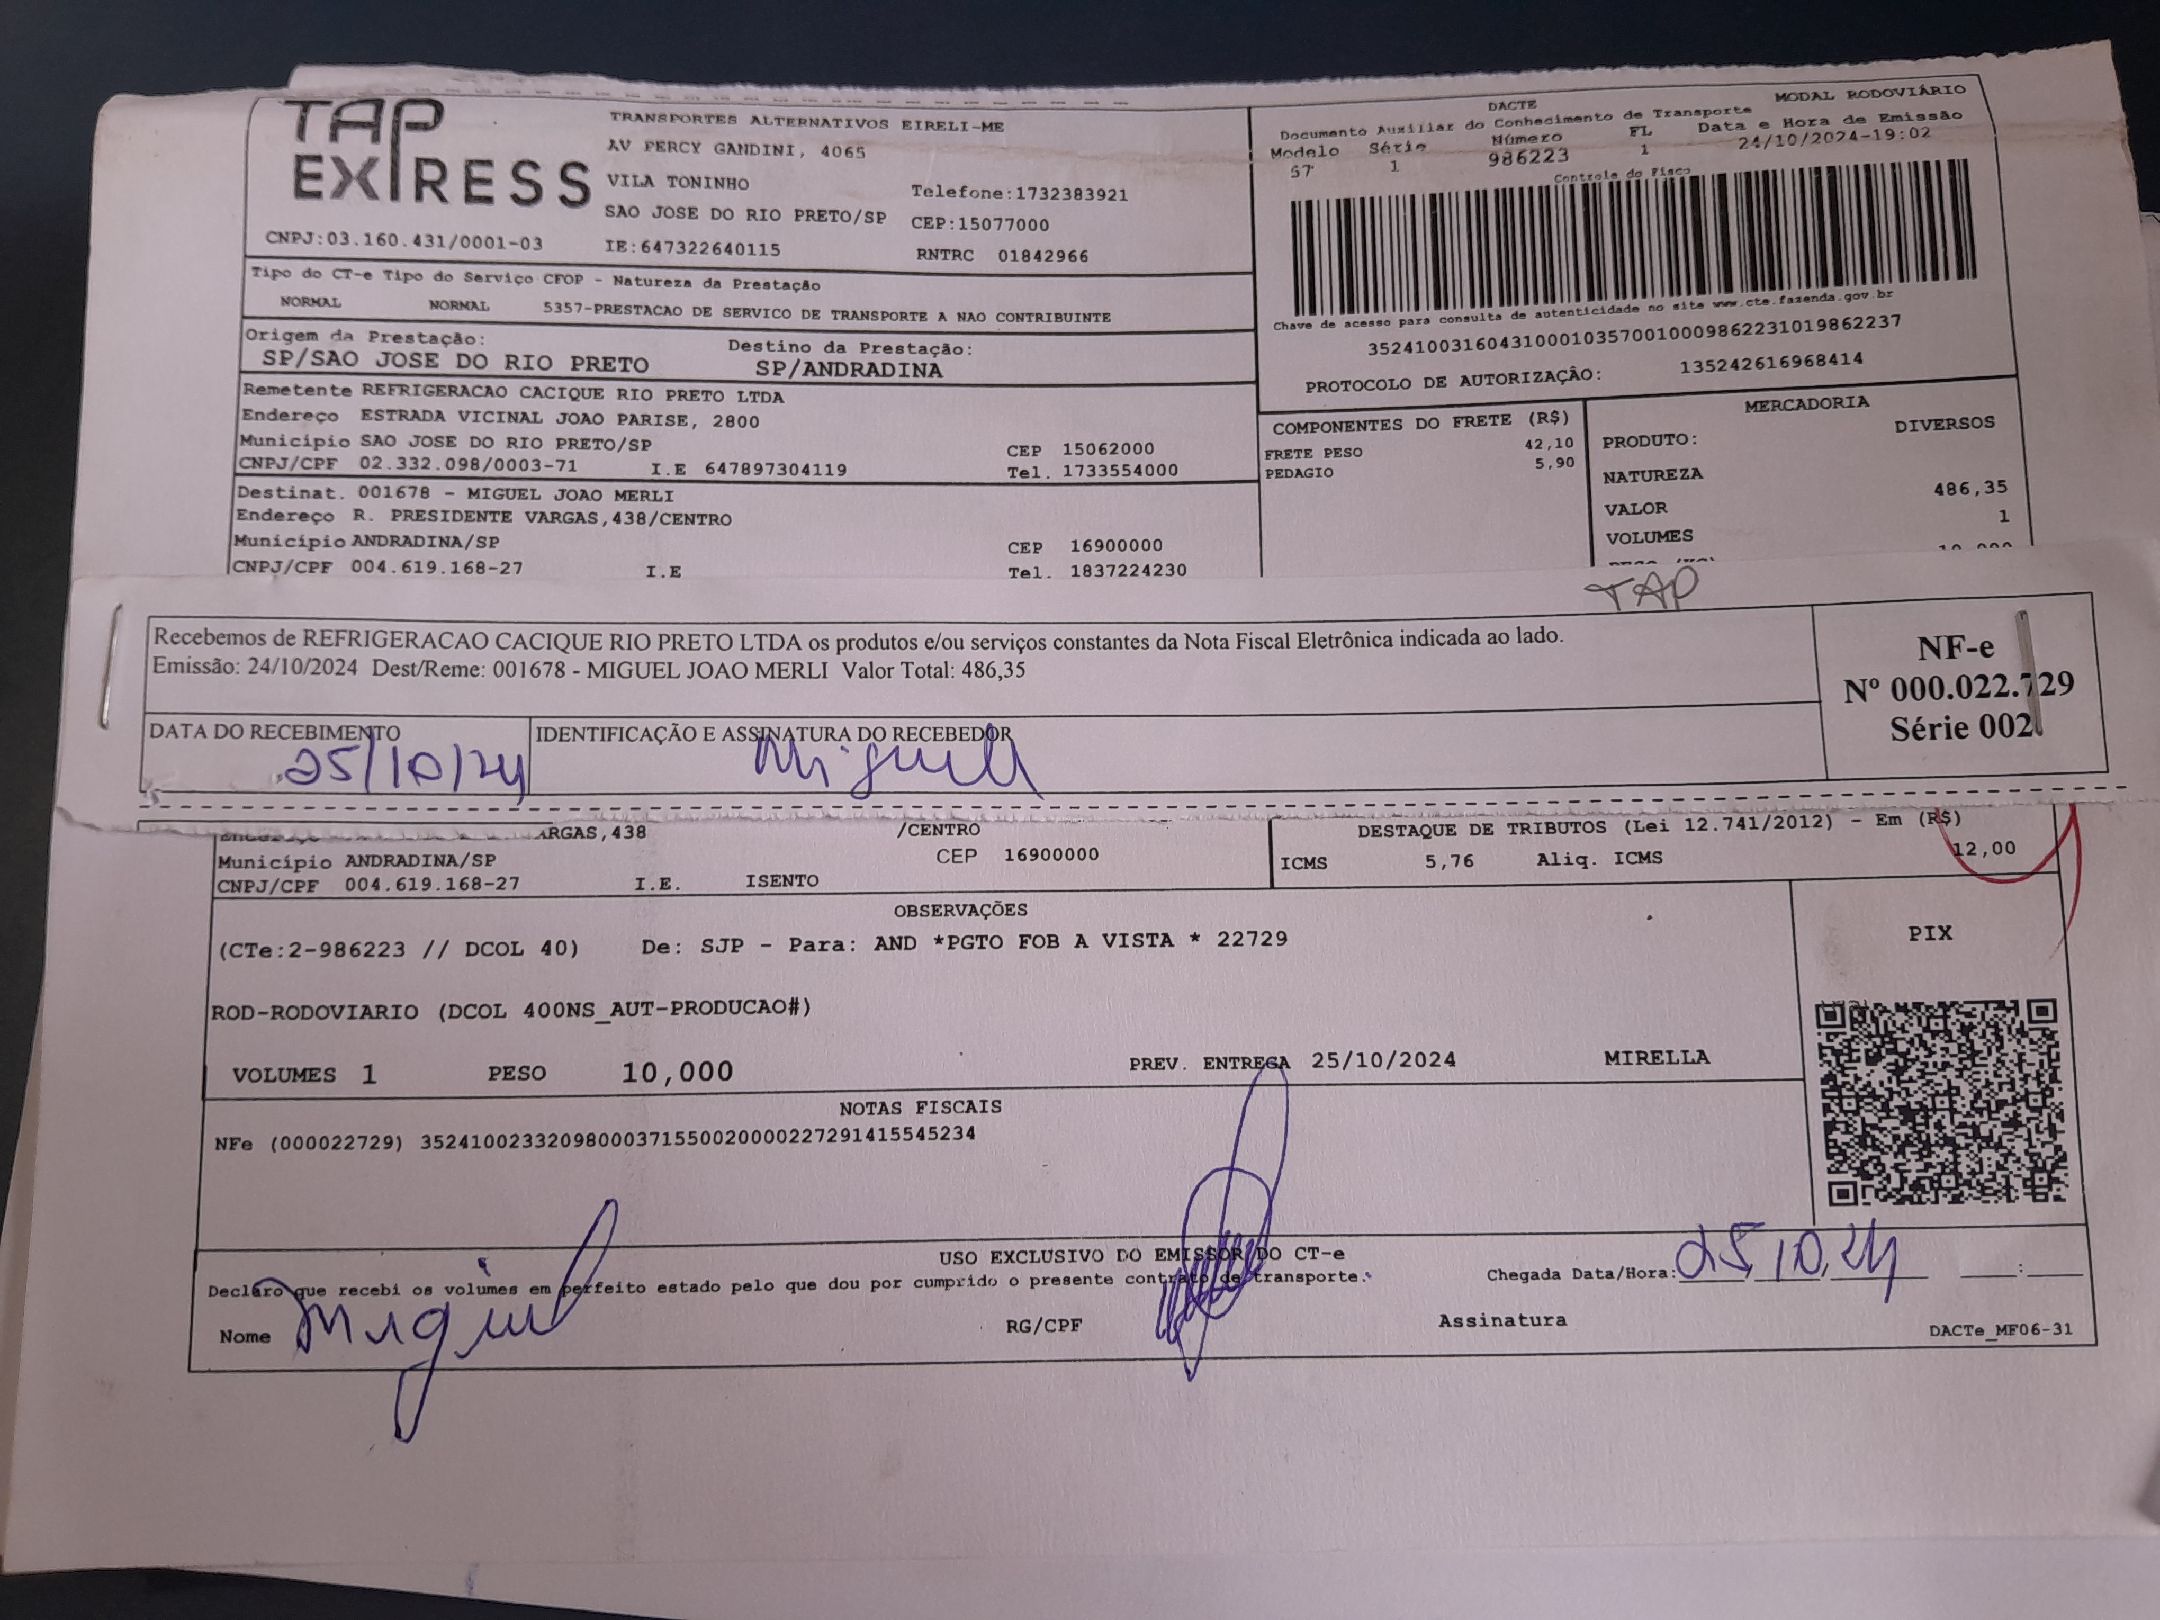 TAP EXPRESS
TRANSPORTES ALTERNATIVOS EIRELI-ME
AV PERCY GANDINI, 4065
VILA TONINHO Telefone:1732383921
SAO JOSE DO RIO PRETO/SP CEP:15077000
CNPJ:03.160.431/0001-03 IE:647322640115 RNTRC 01842966
DACTE MODAL RODOVIÁRIO
Documento Auxiliar do Conhecimento de Transporte
Modelo Série Número FL Data e Hora de Emissão
57 1 986223 1 24/10/2024-19:02
Controle do Fisco
Chave de acesso para consulta de autenticidade no site www.cte.fazenda.gov.br
35241003160431000103570010009862231019862237
PROTOCOLO DE AUTORIZAÇÃO: 135242616968414
Tipo do CT-e Tipo do Serviço CFOP - Natureza da Prestação
NORMAL NORMAL 5357-PRESTACAO DE SERVICO DE TRANSPORTE A NAO CONTRIBUINTE
Origem da Prestação: Destino da Prestação:
SP/SAO JOSE DO RIO PRETO SP/ANDRADINA
Remetente REFRIGERACAO CACIQUE RIO PRETO LTDA
Endereço ESTRADA VICINAL JOAO PARISE, 2800
Município SAO JOSE DO RIO PRETO/SP CEP 15062000
CNPJ/CPF 02.332.098/0003-71 I.E 647897304119 Tel. 1733554000
Destinat. 001678 - MIGUEL JOAO MERLI
Endereço R. PRESIDENTE VARGAS,438/CENTRO
Município ANDRADINA/SP CEP 16900000
CNPJ/CPF 004.619.168-27 I.E Tel. 1837224230
COMPONENTES DO FRETE (R$)
FRETE PESO 42,10
PEDAGIO 5,90
MERCADORIA
PRODUTO: DIVERSOS
NATUREZA
VALOR 486,35
VOLUMES 1
TAP
Recebemos de REFRIGERACAO CACIQUE RIO PRETO LTDA os produtos e/ou serviços constantes da Nota Fiscal Eletrônica indicada ao lado.
Emissão: 24/10/2024 Dest/Reme: 001678 - MIGUEL JOAO MERLI Valor Total: 486,35
NF-e
Nº 000.022.729
Série 002
DATA DO RECEBIMENTO IDENTIFICAÇÃO E ASSINATURA DO RECEBEDOR
25/10/24 Miguel
ARGAS,438 /CENTRO
Município ANDRADINA/SP CEP 16900000
CNPJ/CPF 004.619.168-27 I.E. ISENTO
DESTAQUE DE TRIBUTOS (Lei 12.741/2012) - Em (R$)
ICMS 5,76 Aliq. ICMS 12,00
OBSERVAÇÕES
(CTe:2-986223 // DCOL 40) De: SJP - Para: AND *PGTO FOB A VISTA * 22729
ROD-RODOVIARIO (DCOL 400NS_AUT-PRODUCAO#)
VOLUMES 1 PESO 10,000 PREV. ENTREGA 25/10/2024 MIRELLA
PIX
NOTAS FISCAIS
NFe (000022729) 35241002332098000371550020000227291415545234
USO EXCLUSIVO DO EMISSOR DO CT-e
Declaro que recebi os volumes em perfeito estado pelo que dou por cumprido o presente contrato de transporte.
Chegada Data/Hora: 25 10 24 :
Nome Miguel RG/CPF Assinatura
DACTe_MF06-31